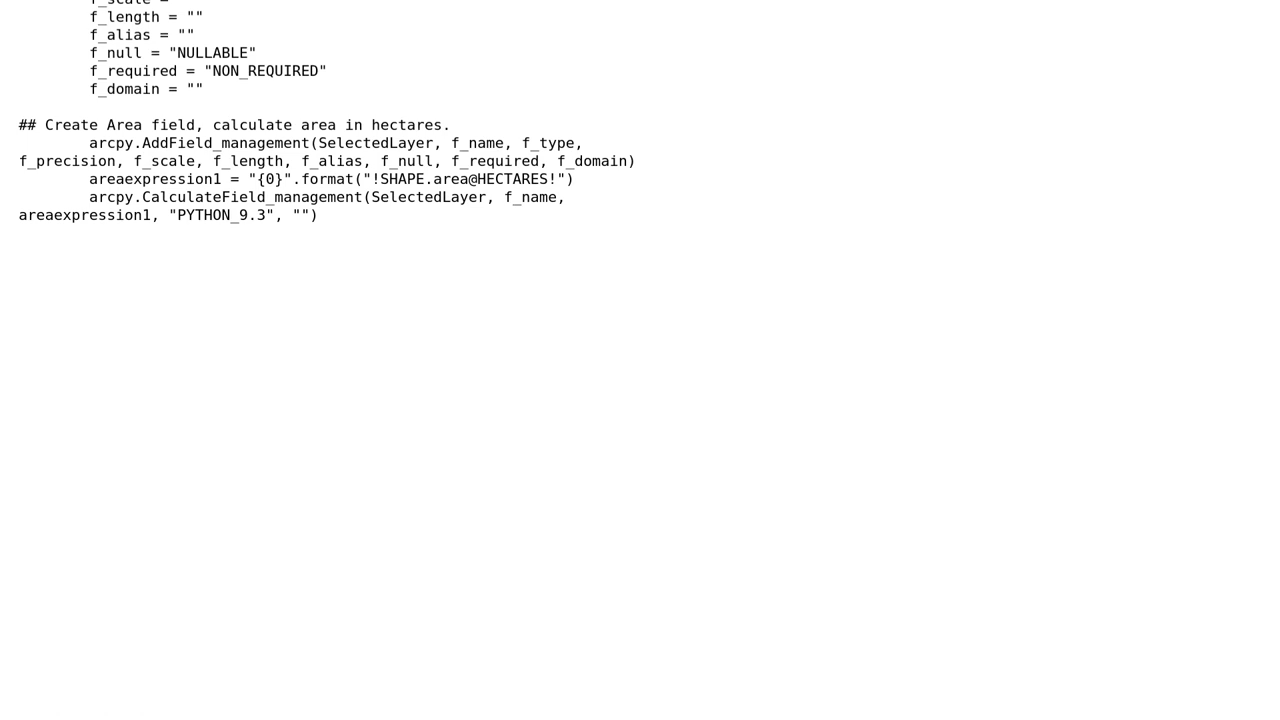 f_scale =
f_length = ""
f_alias = ""
f_null = "NULLABLE"
f_required = "NON_REQUIRED"
f_domain = ""
## Create Area field, calculate area in hectares.
arcpy.AddField_management(SelectedLayer, f_name, f_type,
f_precision, f_scale, f_length, f_alias, f_null, f_required, f_domain)
areaexpression1 = "{0}".format("!SHAPE.area@HECTARES!")
arcpy.CalculateField_management(SelectedLayer, f_name,
areaexpression1, "PYTHON_9.3", "")